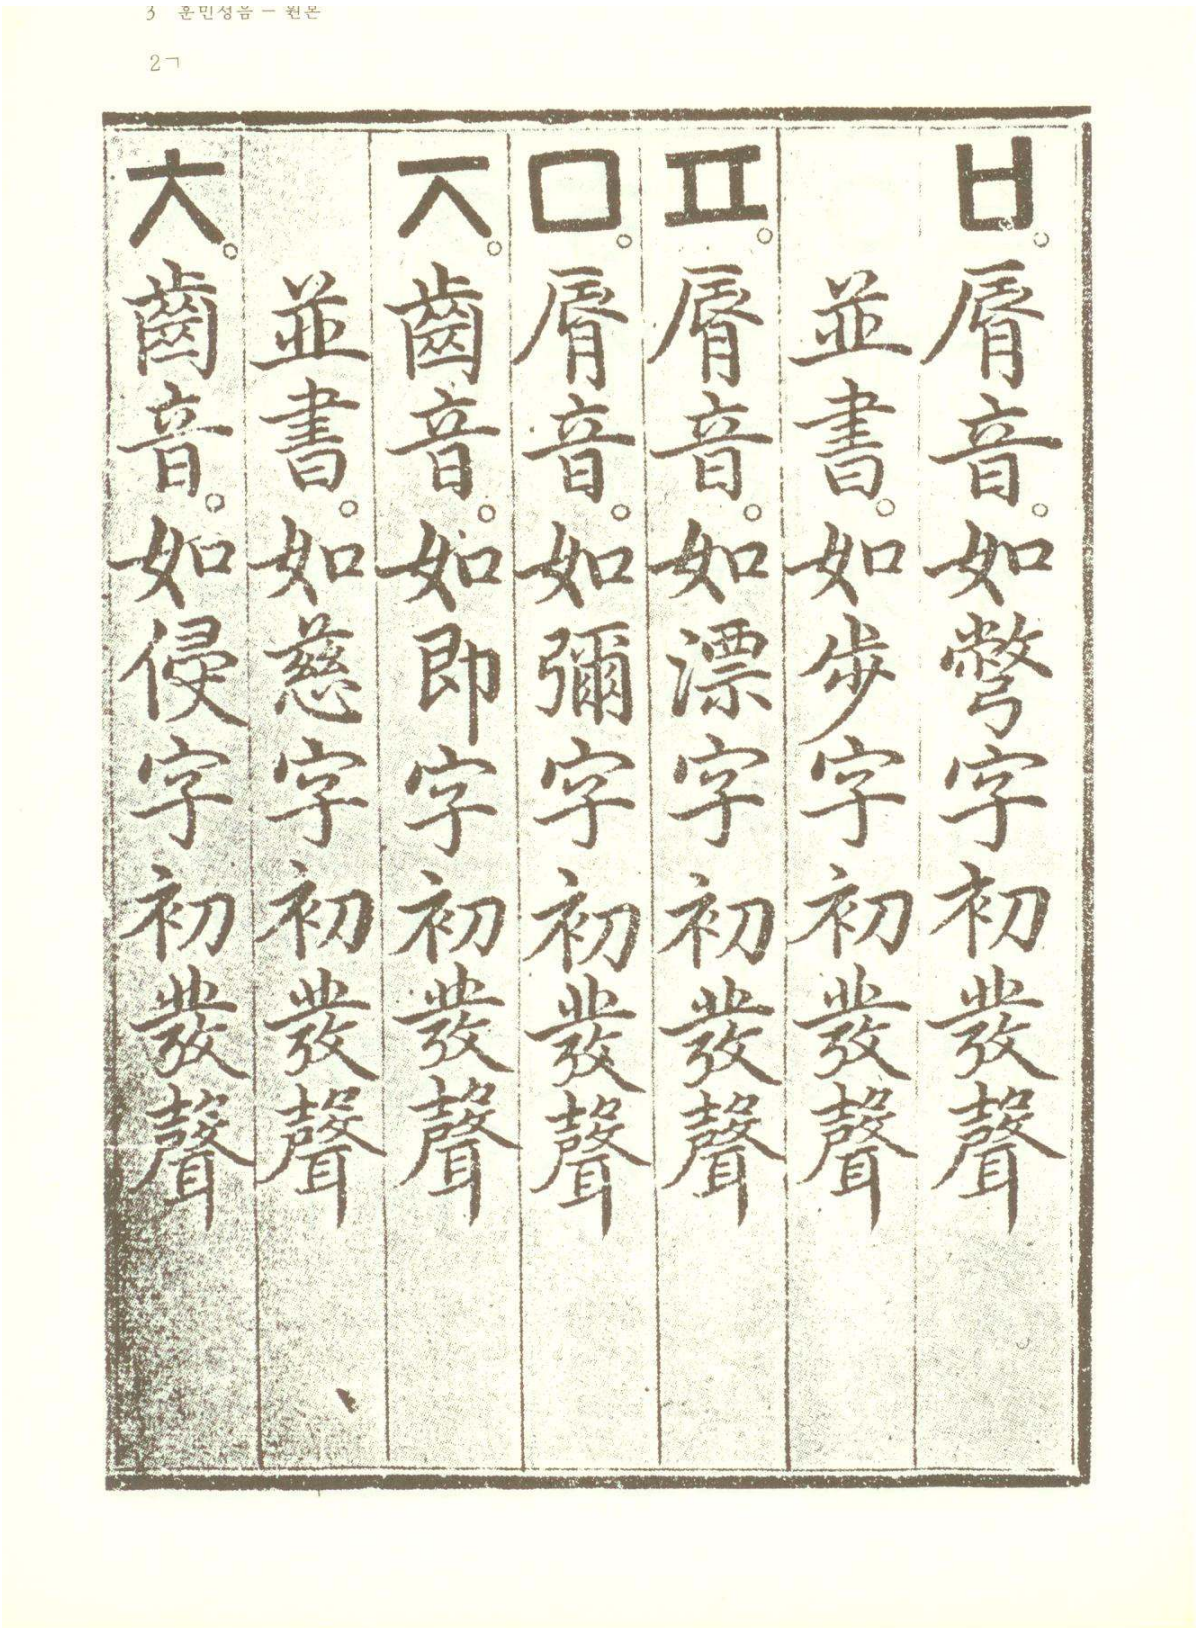 3 훈민정음 — 원본
2ㄱ
ㅂ。脣音。如彆字初發聲
並書。如步字初發聲
ㅍ。脣音。如漂字初發聲
ㅁ。脣音。如彌字初發聲
ㅈ。齒音。如即字初發聲
並書。如慈字初發聲
ㅊ。齒音。如侵字初發聲